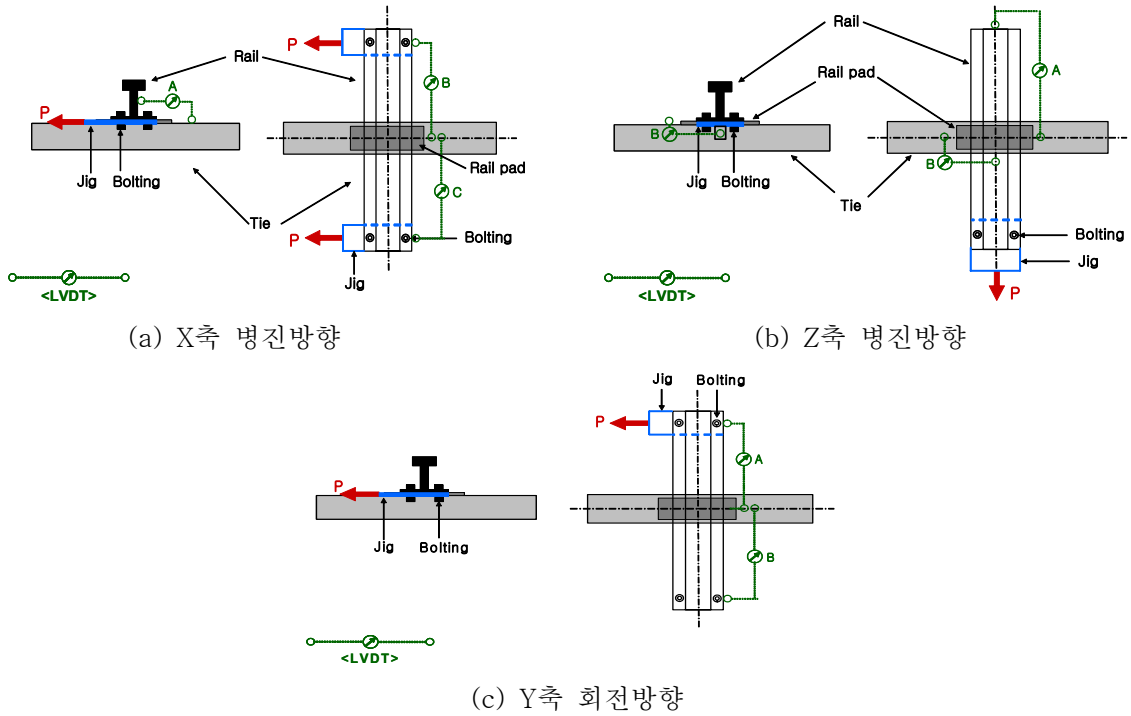 Rail
P
A
P
B
Jig
Bolting
Rail pad
C
Tie
P
Bolting
Jig
<LVDT>
(a) X축 병진방향
Rail
A
Rail pad
B
B
Jig
Bolting
Tie
Bolting
Jig
P
<LVDT>
(b) Z축 병진방향
Jig
Bolting
P
A
P
Jig
Bolting
B
<LVDT>
(c) Y축 회전방향